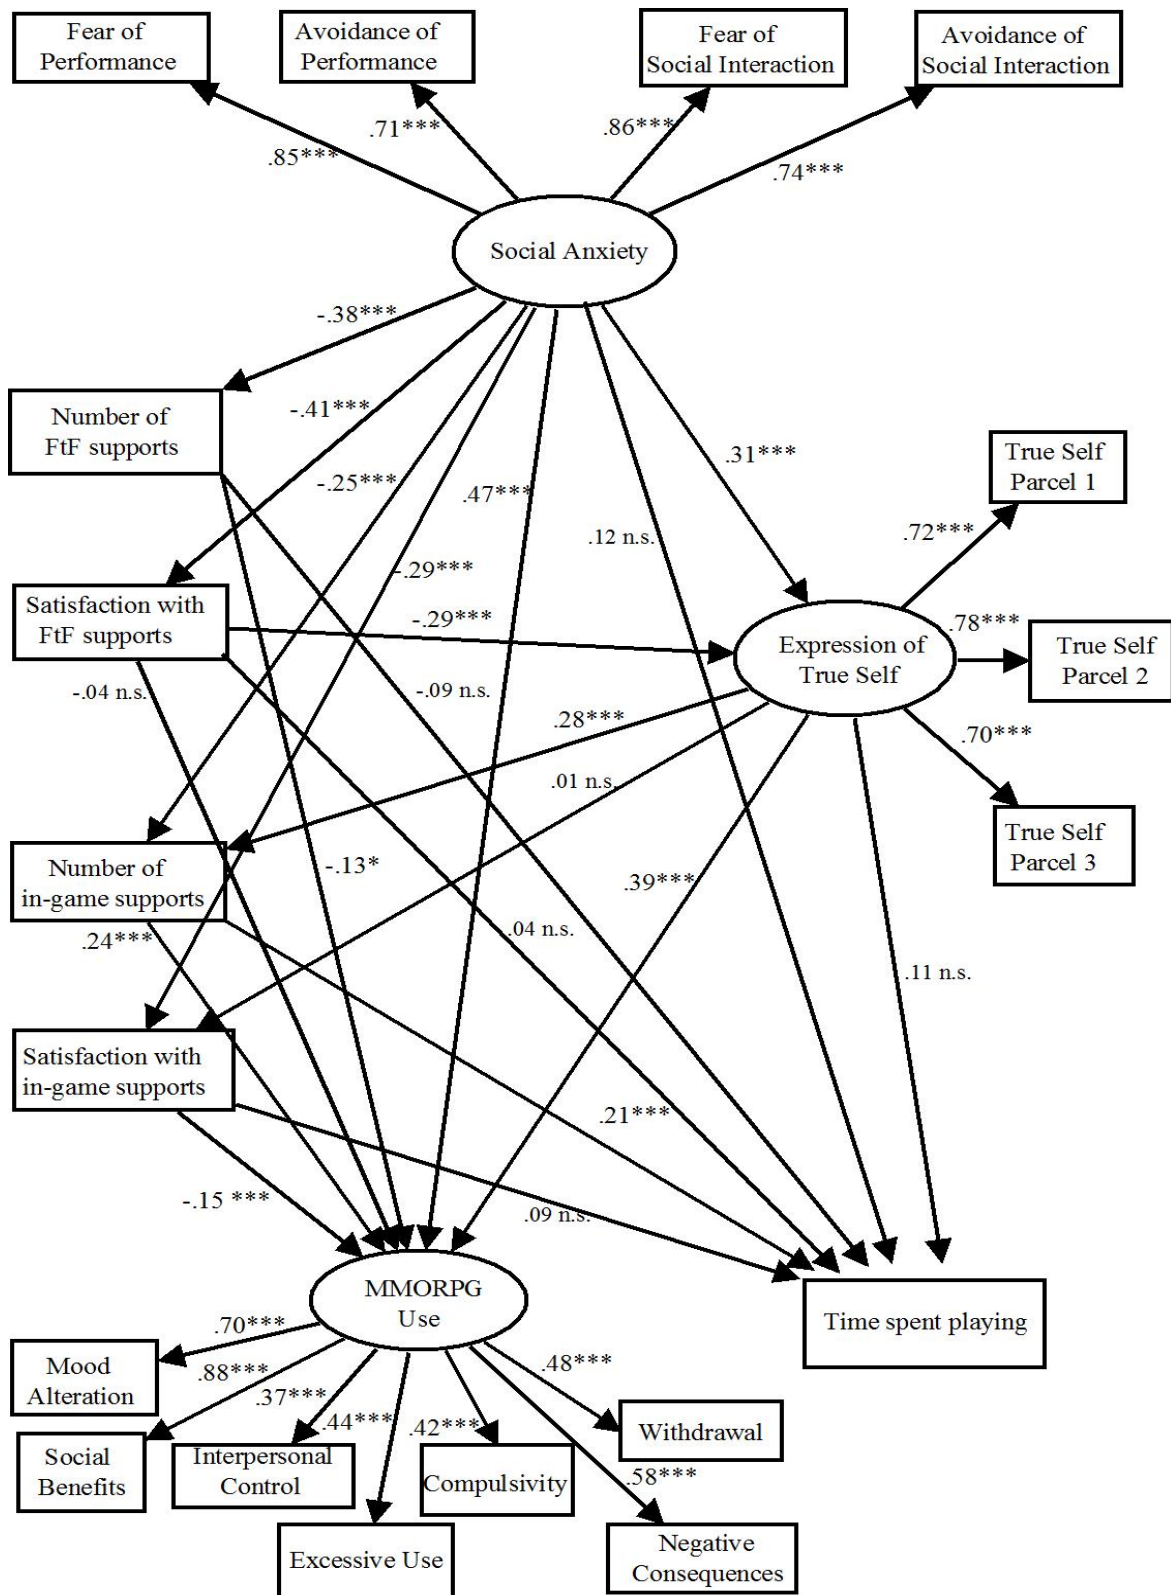 Fear of
Performance
Avoidance of
Performance
Fear of
Social Interaction
Avoidance of
Social Interaction
.85***
.71***
.86***
.74***
Social Anxiety
-.38***
-.41***
-.25***
.47***
-.29***
.12 n.s.
.31***
Number of
FtF supports
Satisfaction with
FtF supports
-.29***
-.04 n.s.
-.09 n.s.
Expression of
True Self
True Self
Parcel 1
.72***
.78***
True Self
Parcel 2
.70***
True Self
Parcel 3
.28***
.01 n.s.
Number of
in-game supports
-.13*
.39***
.24***
.04 n.s.
.11 n.s.
Satisfaction with
in-game supports
.21***
-.15 ***
.09 n.s.
MMORPG
Use
Time spent playing
.70***
.88***
.37***
.44***
.42***
.48***
.58***
Mood
Alteration
Social
Benefits
Interpersonal
Control
Excessive Use
Compulsivity
Withdrawal
Negative
Consequences